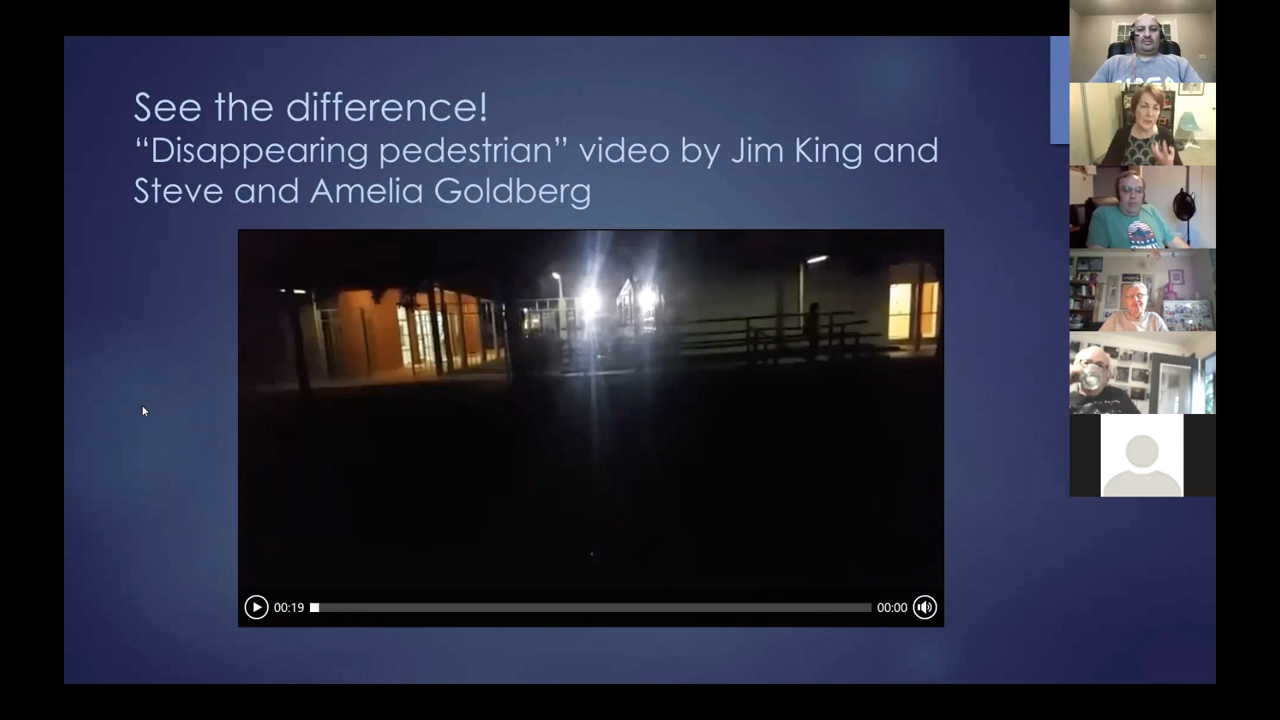 See the difference!
“Disappearing pedestrian” video by Jim King and
Steve and Amelia Goldberg
00:19
00:00